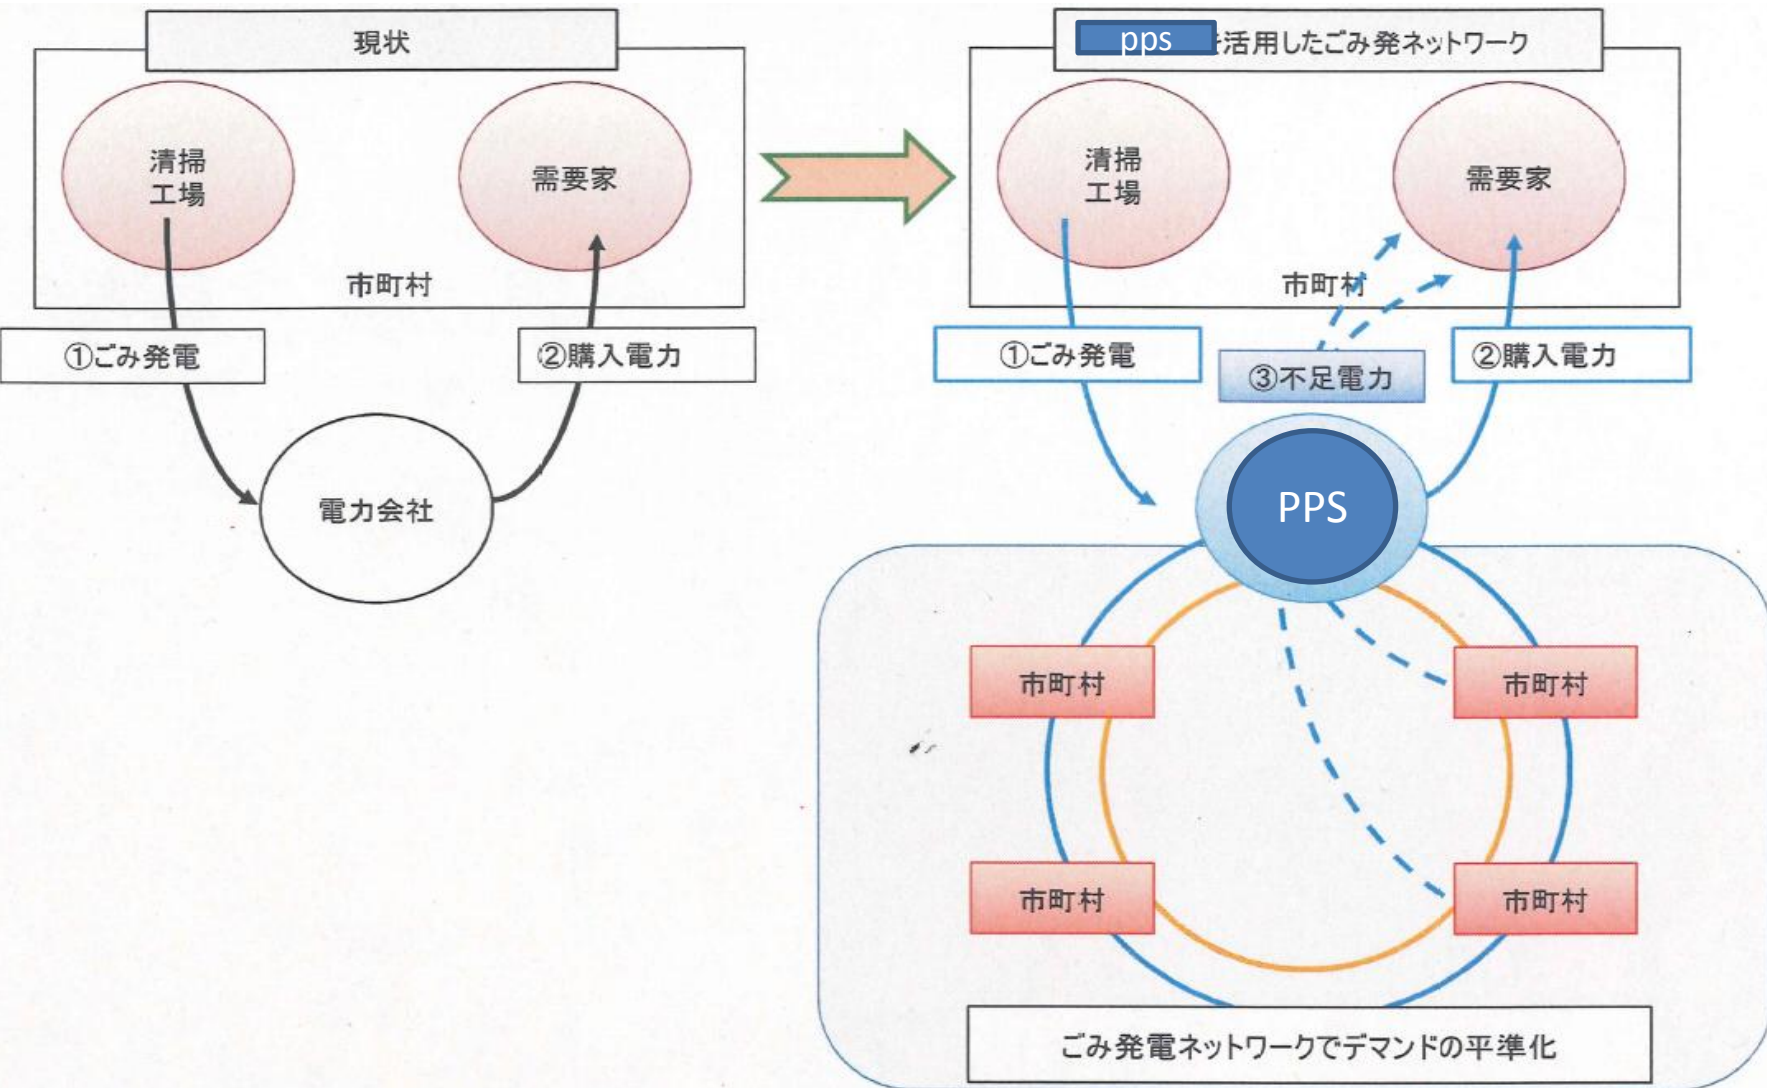 現状
清掃
工場
需要家
市町村
①ごみ発電
②購入電力
電力会社
pps を活用したごみ発ネットワーク
清掃
工場
需要家
市町村
①ごみ発電
③不足電力
②購入電力
PPS
市町村
市町村
市町村
市町村
ごみ発電ネットワークでデマンドの平準化